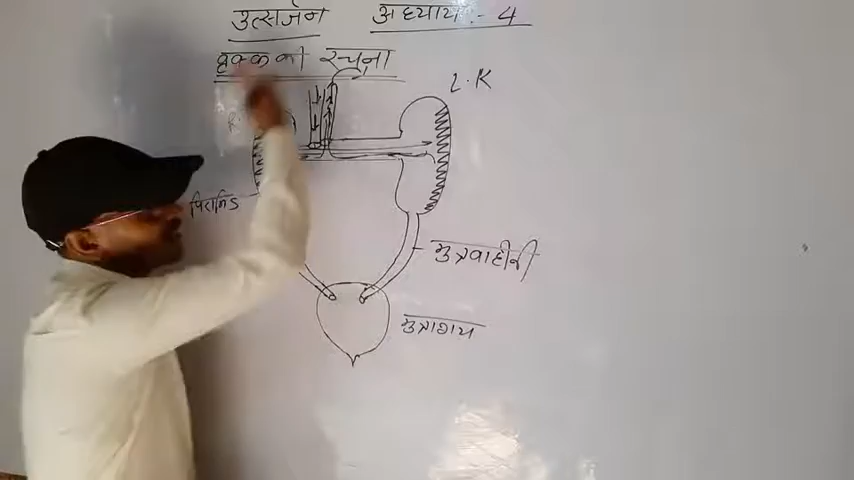 उत्सर्जन अध्याय :- 4
वृक्क की रचना
L.K
पिरामिड
मुत्रवाहीनी
मुत्राशय